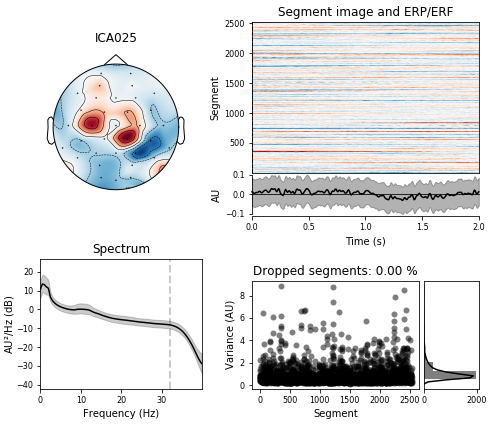 ICA025
Segment image and ERP/ERF
2500
2000
1500
1000
500
Segment
0.1
0.0
−0.1
AU
0.0 0.5 1.0 1.5 2.0
Time (s)
Spectrum
20
10
0
−10
−20
−30
−40
AU²/Hz (dB)
0 10 20 30
Frequency (Hz)
Dropped segments: 0.00 %
8
6
4
2
0
Variance (AU)
0 500 1000 1500 2000 2500
Segment
0 2000